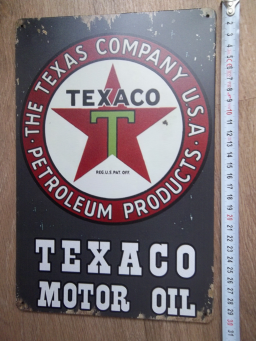 THE TEXAS COMPANY U.S.A.
TEXACO
T
REG. U.S PAT. OFF.
PETROLEUM PRODUCTS
TEXACO
MOTOR OIL